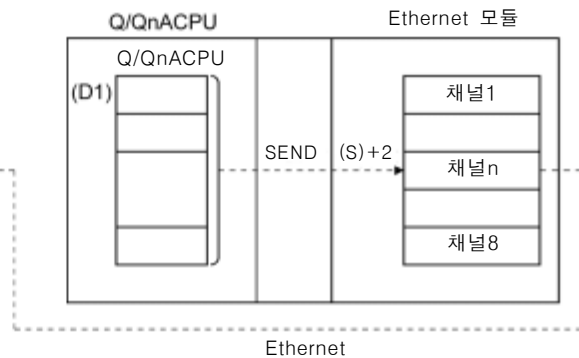 Q/QnACPU
Ethernet 모듈
Q/QnACPU
(D1)
채널1
SEND
(S)+2
채널n
채널8
Ethernet